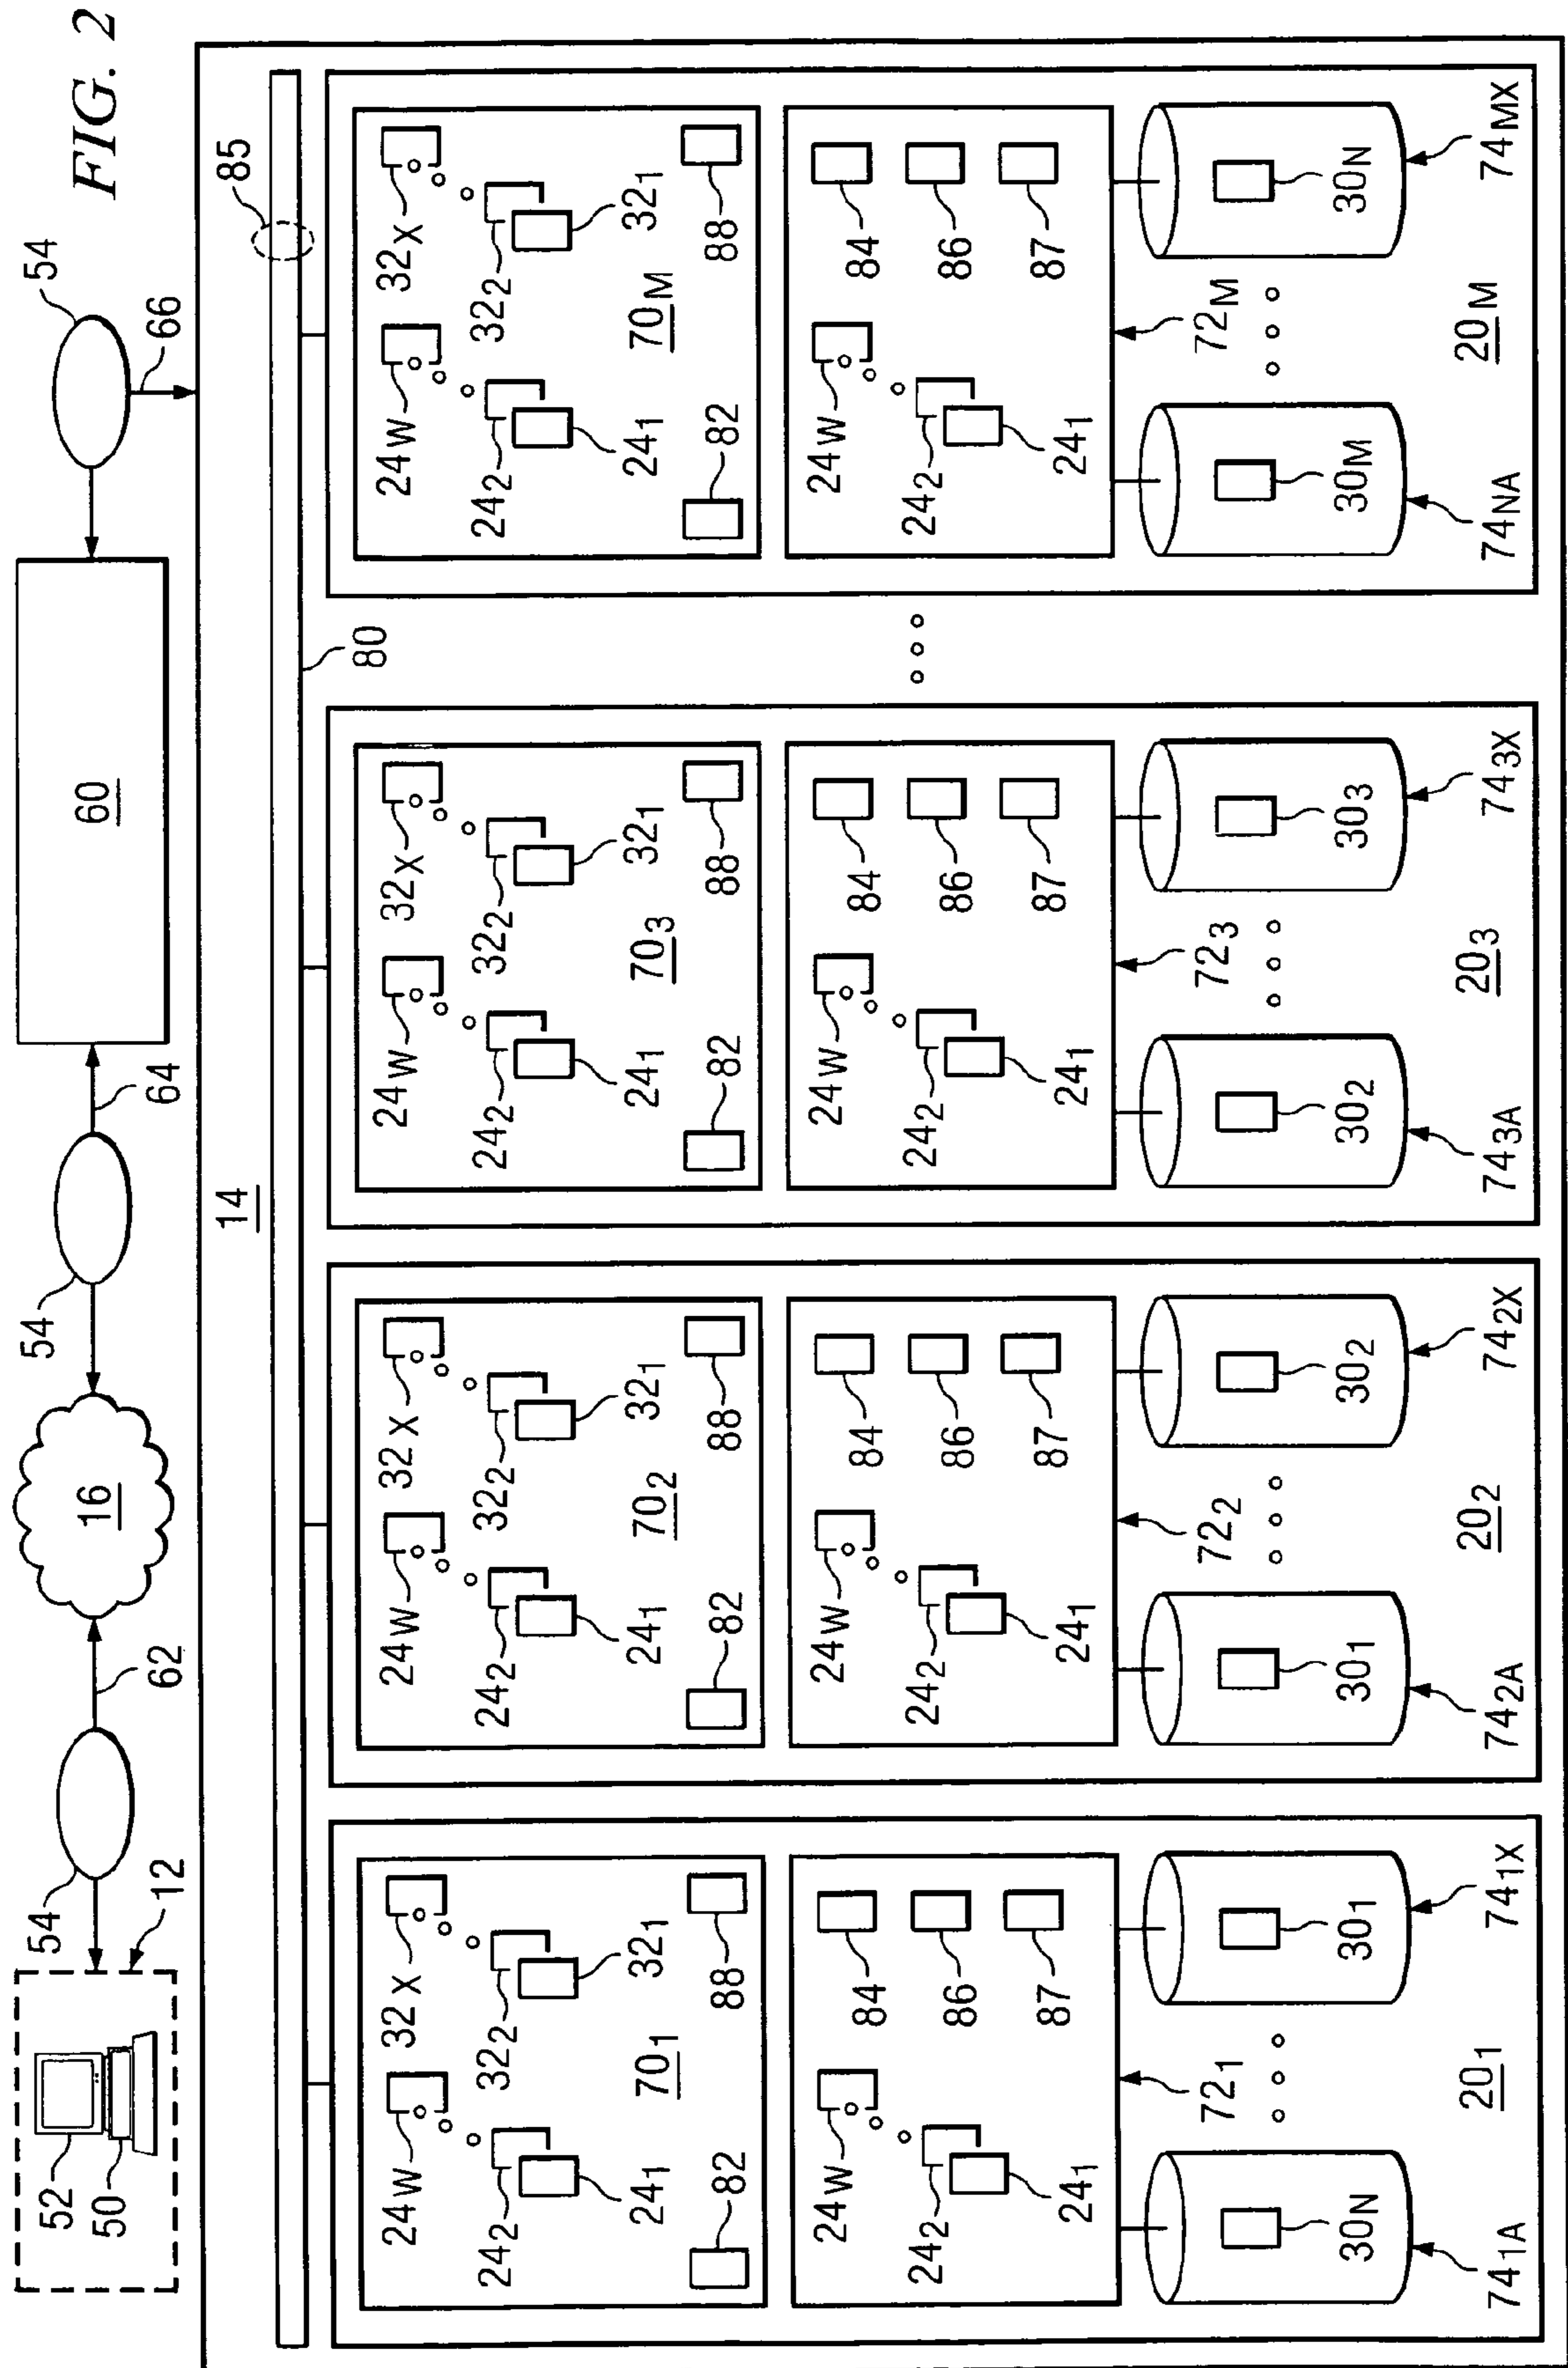 FIG. 2
52
50
12
54
62
16
54
64
60
54
66
14
85
80
24W
32X
242
322
241
321
701
82
88
24W
84
242
86
241
87
721
30N
301
741A
201
741X
24W
32X
242
322
241
321
702
82
88
24W
84
242
86
241
87
722
301
302
742A
202
742X
24W
32X
242
322
241
321
703
82
88
24W
84
242
86
241
87
723
302
303
743A
203
743X
24W
32X
242
322
241
321
70M
82
88
24W
84
242
86
241
87
72M
30M
30N
74NA
20M
74MX